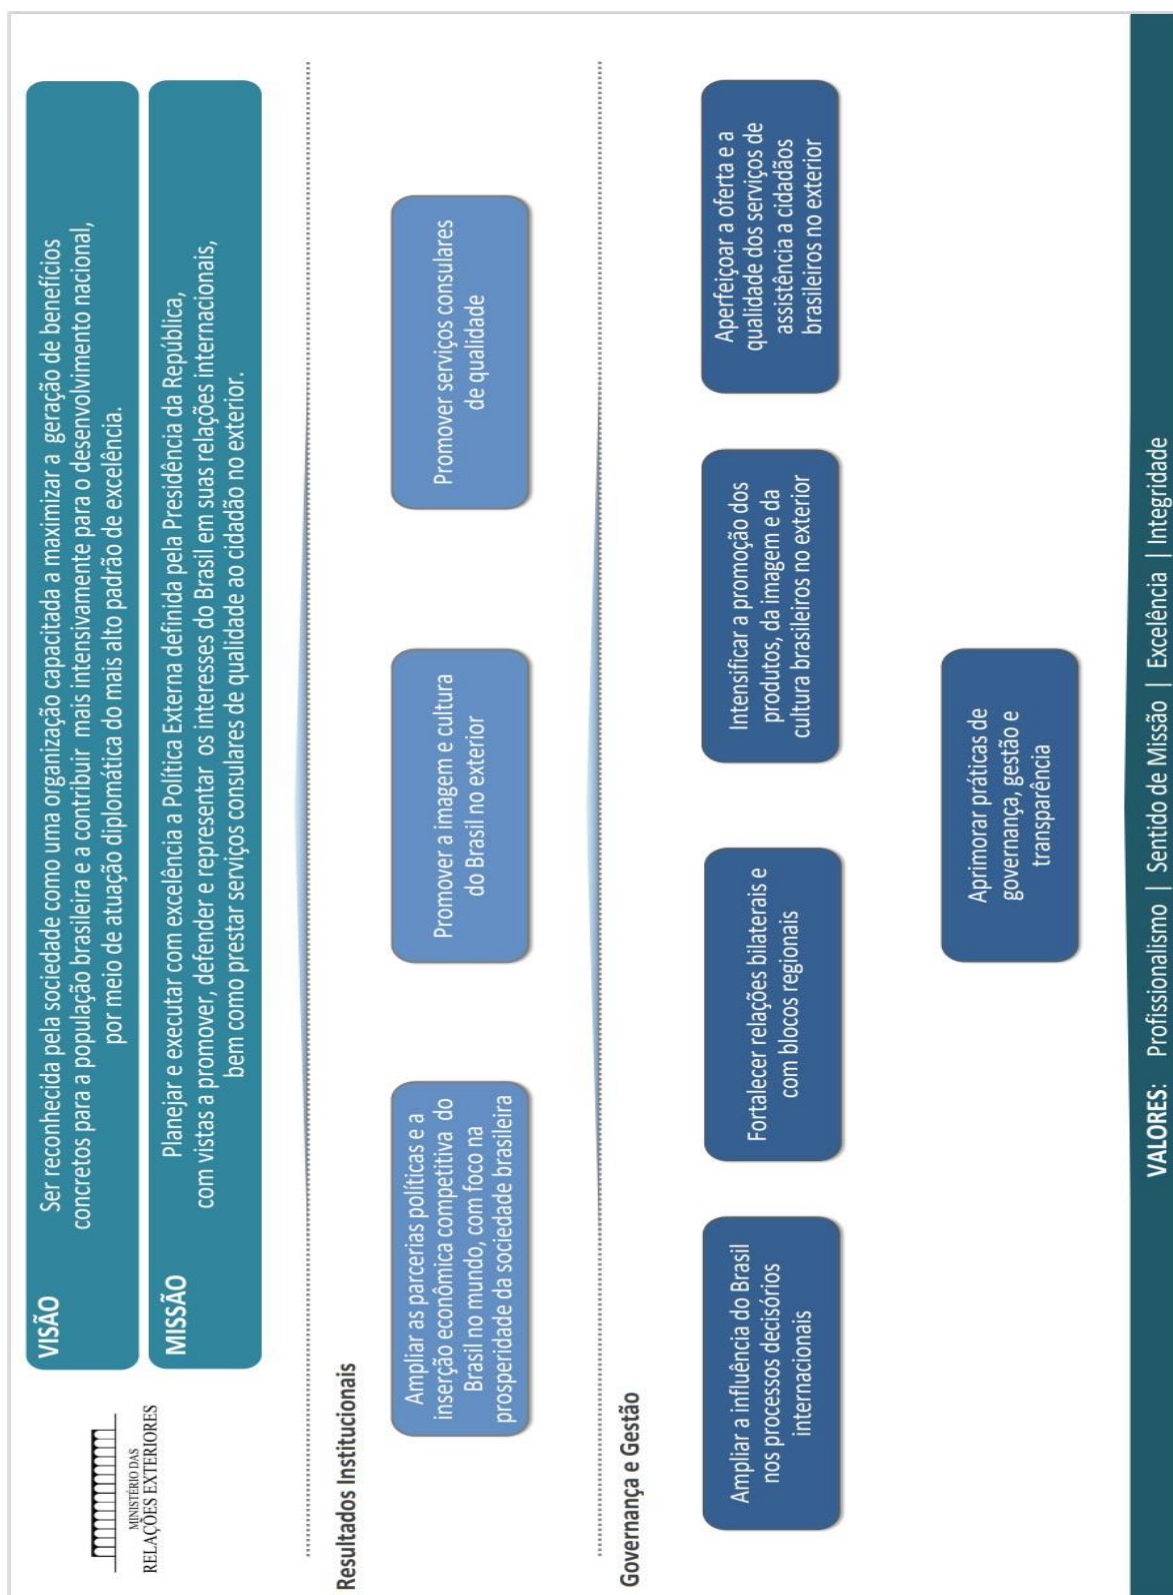 MINISTÉRIO DAS
RELAÇÕES EXTERIORES
VISÃO
Ser reconhecida pela sociedade como uma organização capacitada a maximizar a geração de benefícios
concretos para a população brasileira e a contribuir mais intensivamente para o desenvolvimento nacional,
por meio de atuação diplomática do mais alto padrão de excelência.
MISSÃO
Planejar e executar com excelência a Política Externa definida pela Presidência da República,
com vistas a promover, defender e representar os interesses do Brasil em suas relações internacionais,
bem como prestar serviços consulares de qualidade ao cidadão no exterior.
Resultados Institucionais
Ampliar as parcerias políticas e a
inserção econômica competitiva do
Brasil no mundo, com foco na
prosperidade da sociedade brasileira
Promover a imagem e cultura
do Brasil no exterior
Promover serviços consulares
de qualidade
Governança e Gestão
Ampliar a influência do Brasil
nos processos decisórios
internacionais
Fortalecer relações bilaterais e
com blocos regionais
Intensificar a promoção dos
produtos, da imagem e da
cultura brasileiros no exterior
Aperfeiçoar a oferta e a
qualidade dos serviços de
assistência a cidadãos
brasileiros no exterior
Aprimorar práticas de
governança, gestão e
transparência
VALORES: Profissionalismo | Sentido de Missão | Excelência | Integridade